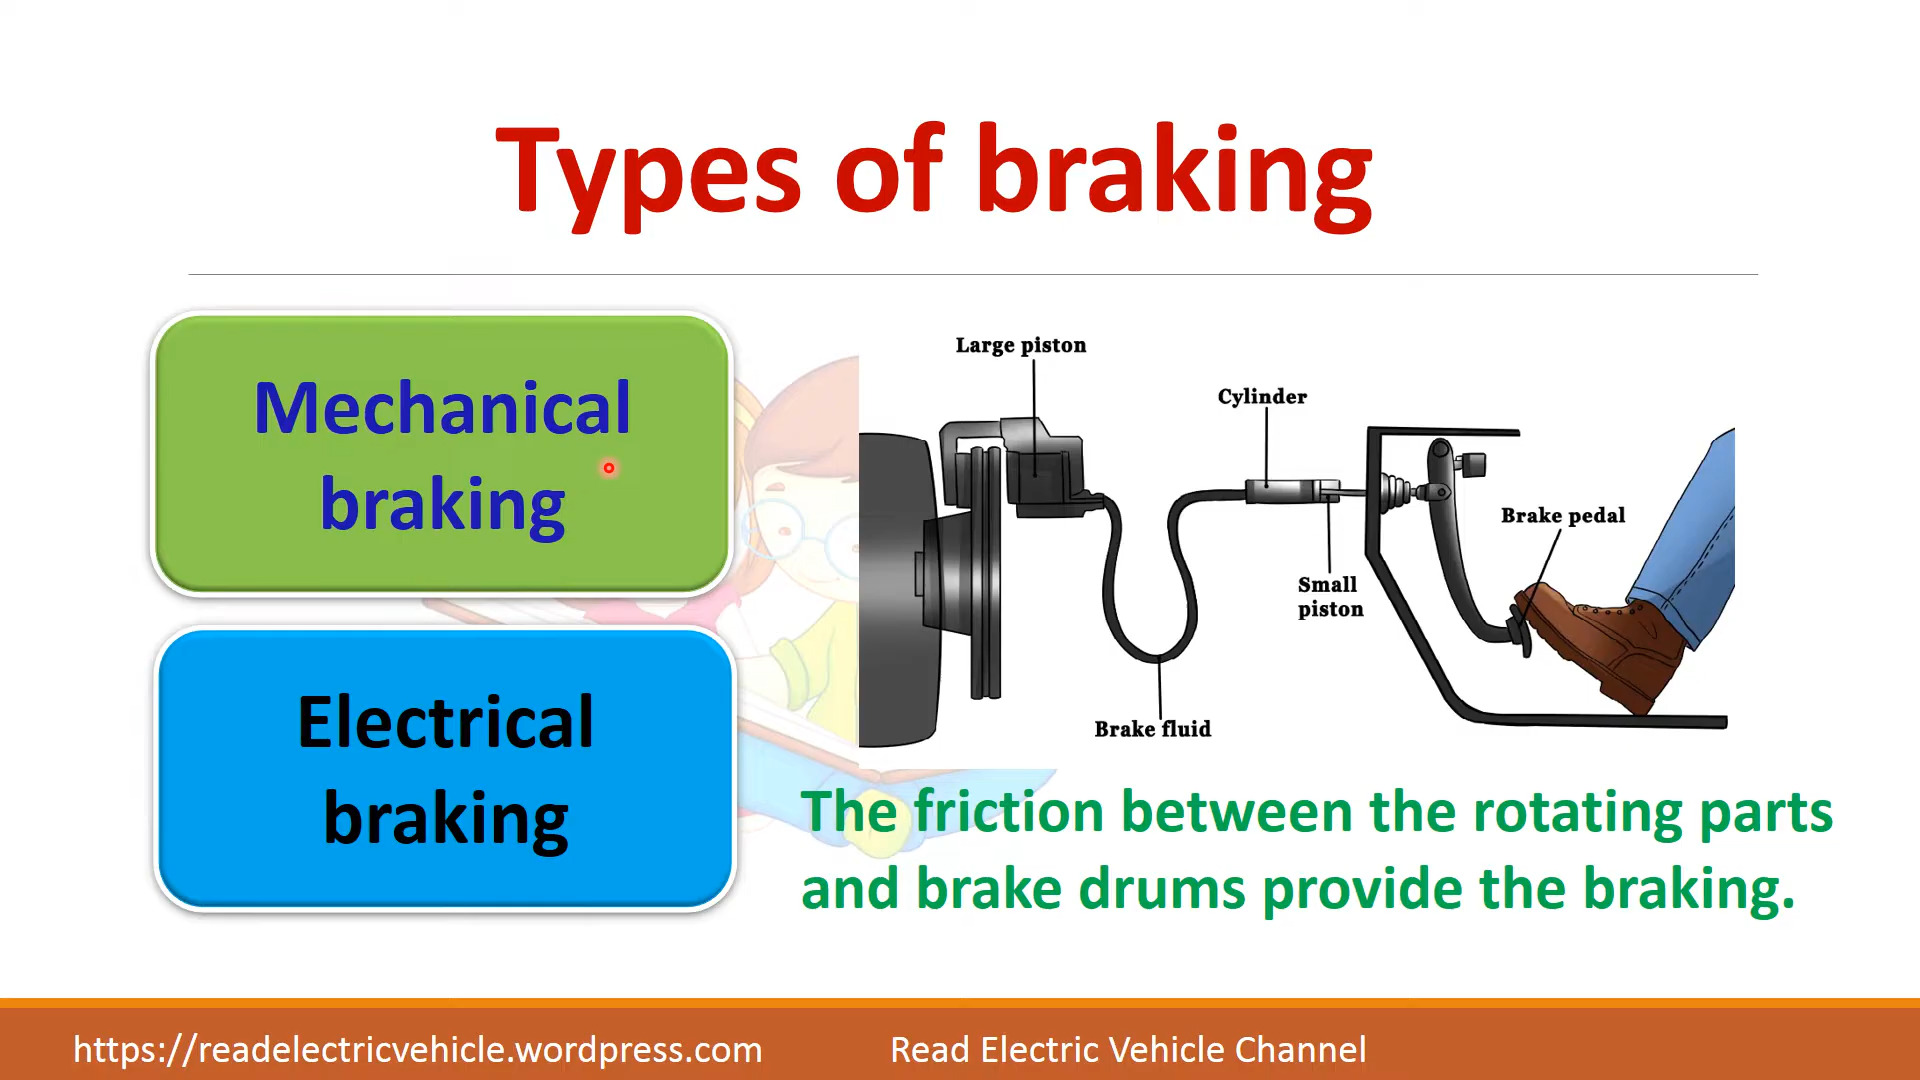 Types of braking
Mechanical
braking
Electrical
braking
Large piston
Cylinder
Brake pedal
Small
piston
Brake fluid
The friction between the rotating parts
and brake drums provide the braking.
https://readelectricvehicle.wordpress.com
Read Electric Vehicle Channel